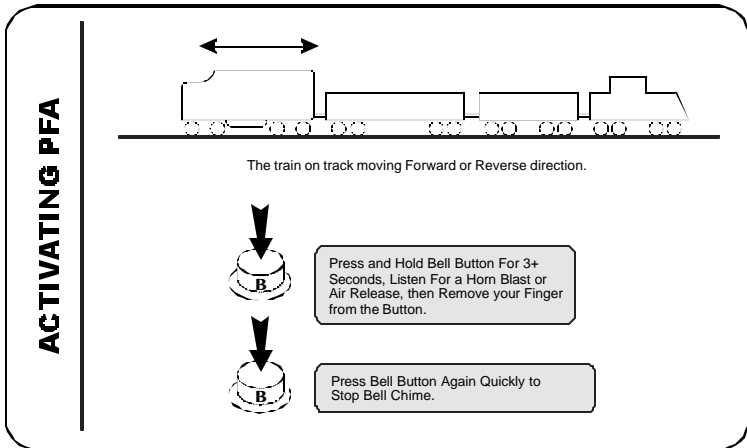 ACTIVATING PFA
The train on track moving Forward or Reverse direction.
B
Press and Hold Bell Button For 3+
Seconds, Listen For a Horn Blast or
Air Release, then Remove your Finger
from the Button.
B
Press Bell Button Again Quickly to
Stop Bell Chime.